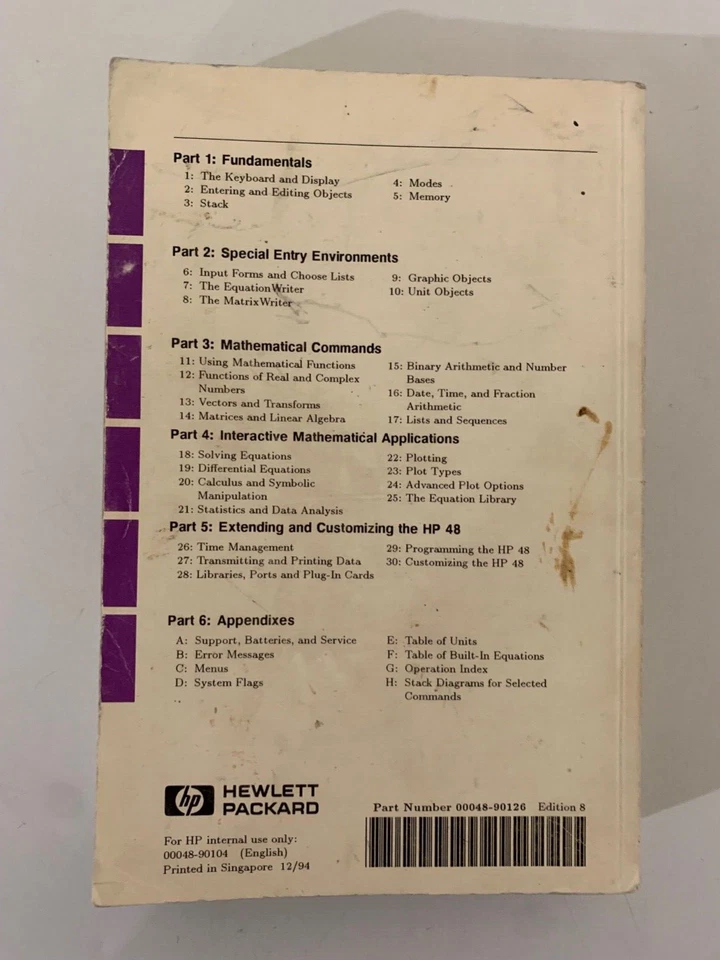 Part 1: Fundamentals
1: The Keyboard and Display
2: Entering and Editing Objects
3: Stack
4: Modes
5: Memory
Part 2: Special Entry Environments
6: Input Forms and Choose Lists
7: The EquationWriter
8: The MatrixWriter
9: Graphic Objects
10: Unit Objects
Part 3: Mathematical Commands
11: Using Mathematical Functions
12: Functions of Real and Complex
Numbers
13: Vectors and Transforms
14: Matrices and Linear Algebra
15: Binary Arithmetic and Number
Bases
16: Date, Time, and Fraction
Arithmetic
17: Lists and Sequences
Part 4: Interactive Mathematical Applications
18: Solving Equations
19: Differential Equations
20: Calculus and Symbolic
Manipulation
21: Statistics and Data Analysis
22: Plotting
23: Plot Types
24: Advanced Plot Options
25: The Equation Library
Part 5: Extending and Customizing the HP 48
26: Time Management
27: Transmitting and Printing Data
28: Libraries, Ports and Plug-In Cards
29: Programming the HP 48
30: Customizing the HP 48
Part 6: Appendixes
A: Support, Batteries, and Service
B: Error Messages
C: Menus
D: System Flags
E: Table of Units
F: Table of Built-In Equations
G: Operation Index
H: Stack Diagrams for Selected
Commands
hp HEWLETT
PACKARD
Part Number 00048-90126 Edition 8
For HP internal use only:
00048-90104 (English)
Printed in Singapore 12/94